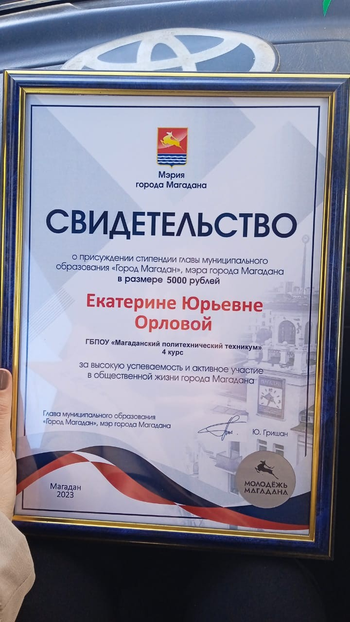 Мэрия
города Магадана
СВИДЕТЕЛЬСТВО
о присуждении стипендии главы муниципального
образования «Город Магадан», мэра города Магадана
в размере 5000 рублей
Екатерине Юрьевне
Орловой
ГБПОУ «Магаданский политехнический техникум»
4 курс
за высокую успеваемость и активное участие
в общественной жизни города Магадана
Глава муниципального образования
«Город Магадан», мэр города Магадана
Ю. Гришан
МОЛОДЕЖЬ
МАГАДАНА
Магадан
2023